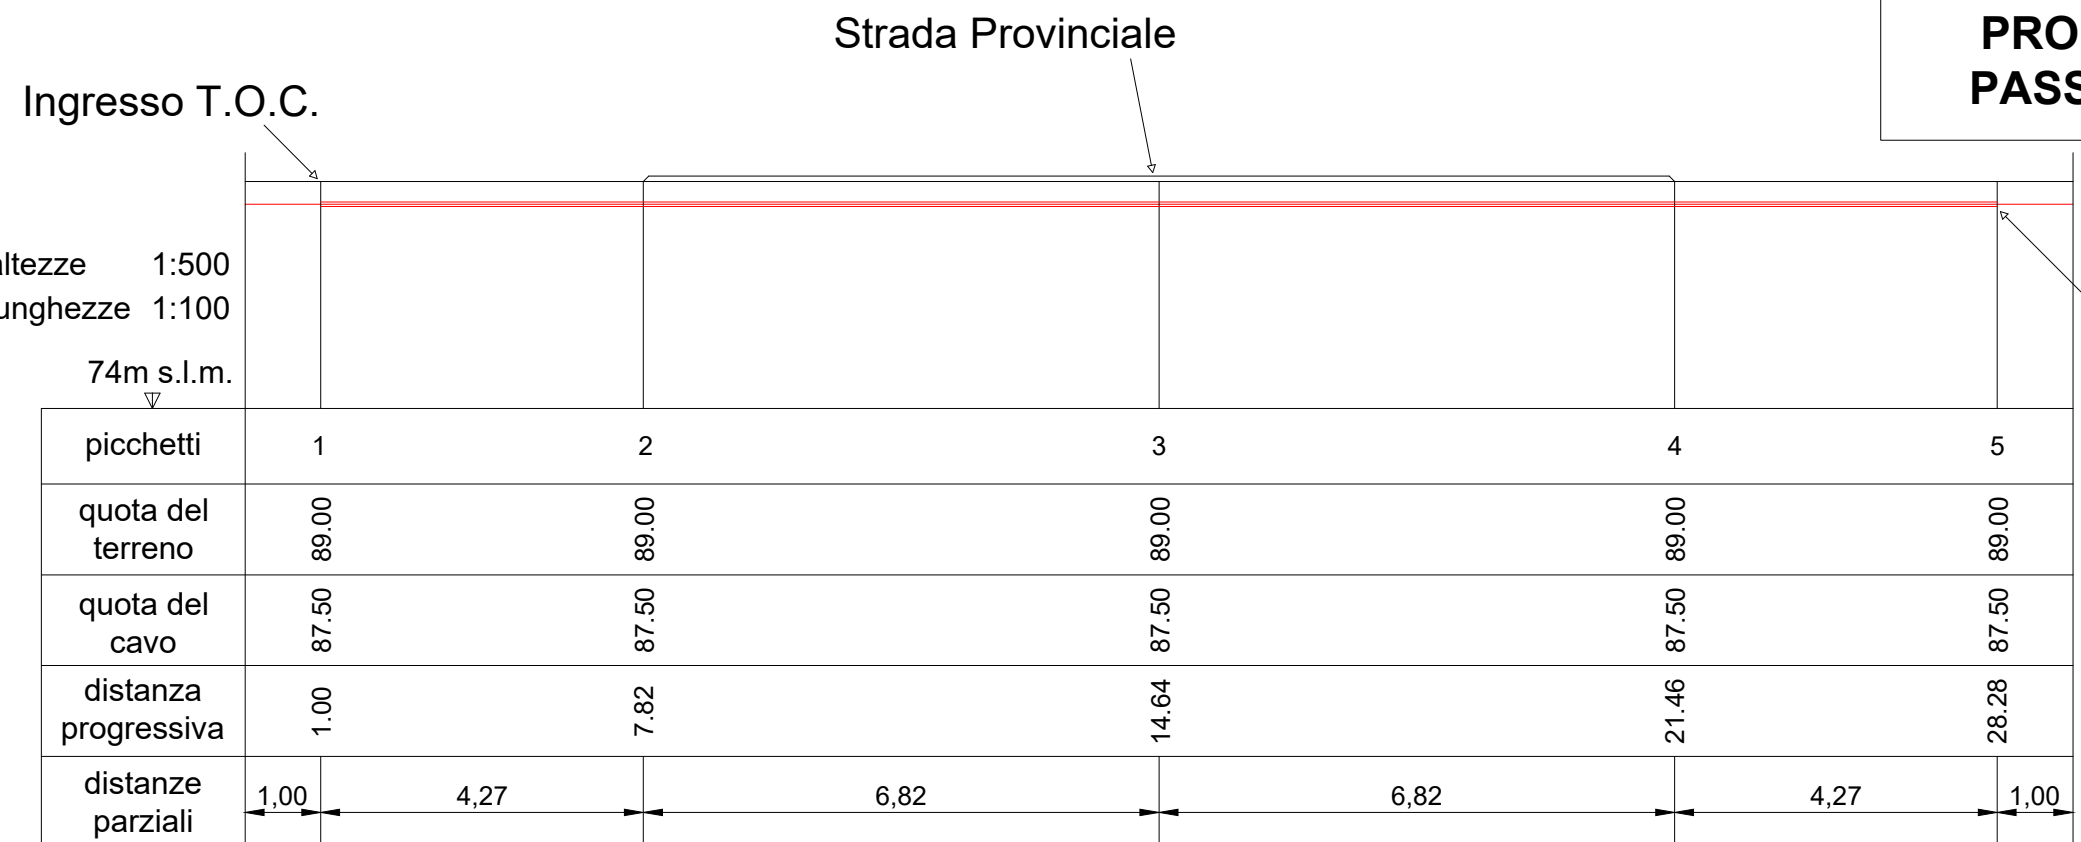 Strada Provinciale
PRO
PASS
Ingresso T.O.C.
altezze 1:500
unghezze 1:100
74m s.l.m.
picchetti 1 2 3 4 5
quota del
terreno 89.00 89.00 89.00 89.00 89.00
quota del
cavo 87.50 87.50 87.50 87.50 87.50
distanza
progressiva 1.00 7.82 14.64 21.46 28.28
distanze
parziali 1,00 4,27 6,82 6,82 4,27 1,00